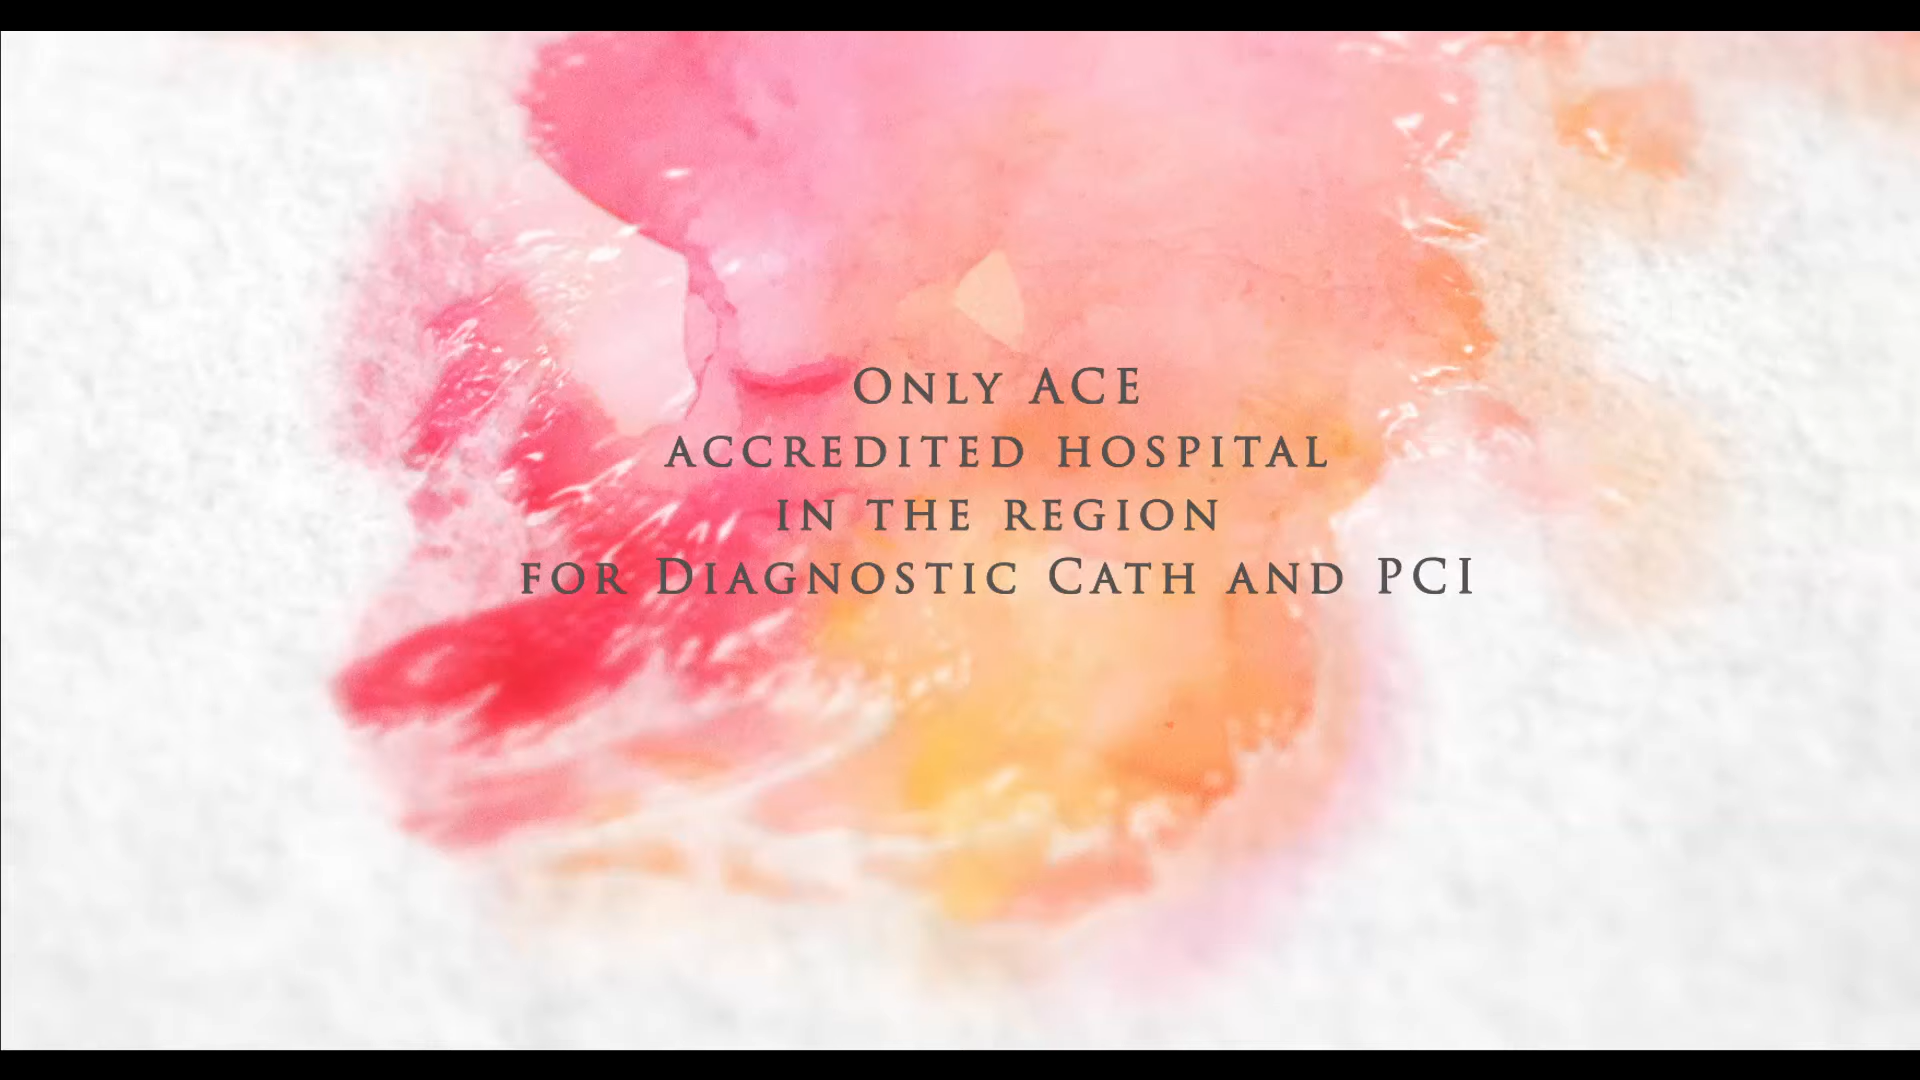 Only ACE
accredited hospital
in the region
for Diagnostic Cath and PCI